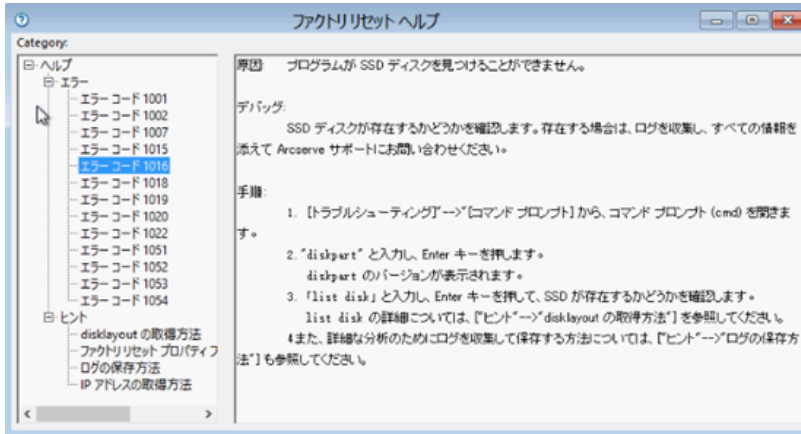 ファクトリ リセット ヘルプ
Category:
ヘルプ
エラー
エラー コード 1001
エラー コード 1002
エラー コード 1007
エラー コード 1015
エラー コード 1016
エラー コード 1018
エラー コード 1019
エラー コード 1020
エラー コード 1022
エラー コード 1051
エラー コード 1052
エラー コード 1053
エラー コード 1054
ヒント
disklayout の取得方法
ファクトリ リセット プロパティ フ
ログの保存方法
IP アドレスの取得方法
原因: プログラムが SSD ディスクを見つけることができません。
デバッグ:
SSD ディスクが存在するかどうかを確認します。存在する場合は、ログを収集し、すべての情報を
添えて Arcserve サポートにお問い合わせください。
手順:
1. [トラブルシューティング]"-->"[コマンド プロンプト] から、コマンド プロンプト (cmd) を開きま
す。
2. "diskpart" と入力し、Enter キーを押します。
diskpart のバージョンが表示されます。
3. 「list disk」と入力し、Enter キーを押して、SSD が存在するかどうかを確認します。
list disk の詳細については、["ヒント"-->"disklayout の取得方法"] を参照してください。
4また、詳細な分析のためにログを収集して保存する方法については、["ヒント"-->"ログの保存方
法"] も参照してください。